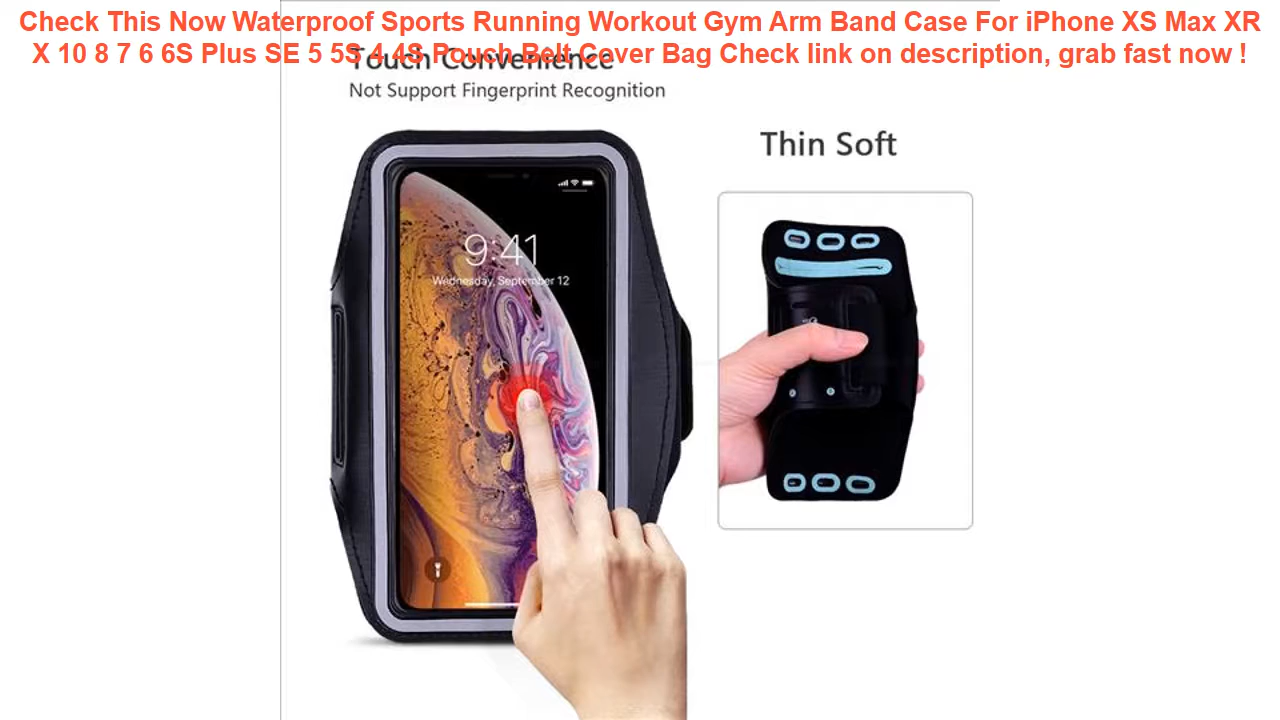 Check This Now Waterproof Sports Running Workout Gym Arm Band Case For iPhone XS Max XR
X 10 8 7 6 6S Plus SE 5 5S 4 4S Pouch Belt Cover Bag Check link on description, grab fast now !
Touch Convenience
Not Support Fingerprint Recognition
Thin Soft
9:41
Wednesday, September 12